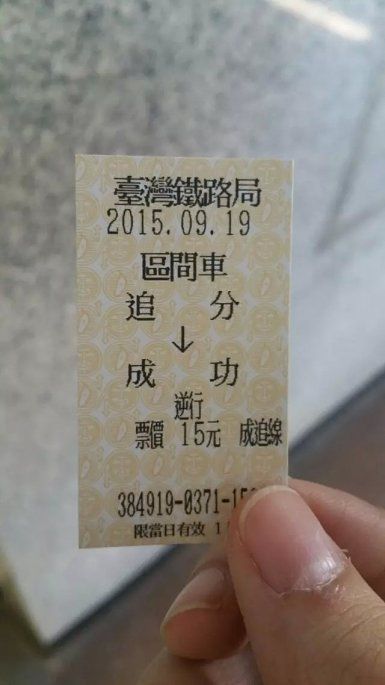 臺灣鐵路局
2015.09.19
區間車
追 分
↓
成 功
逆行
票價 15元 成追線
384919-0371-15
限當日有效 1